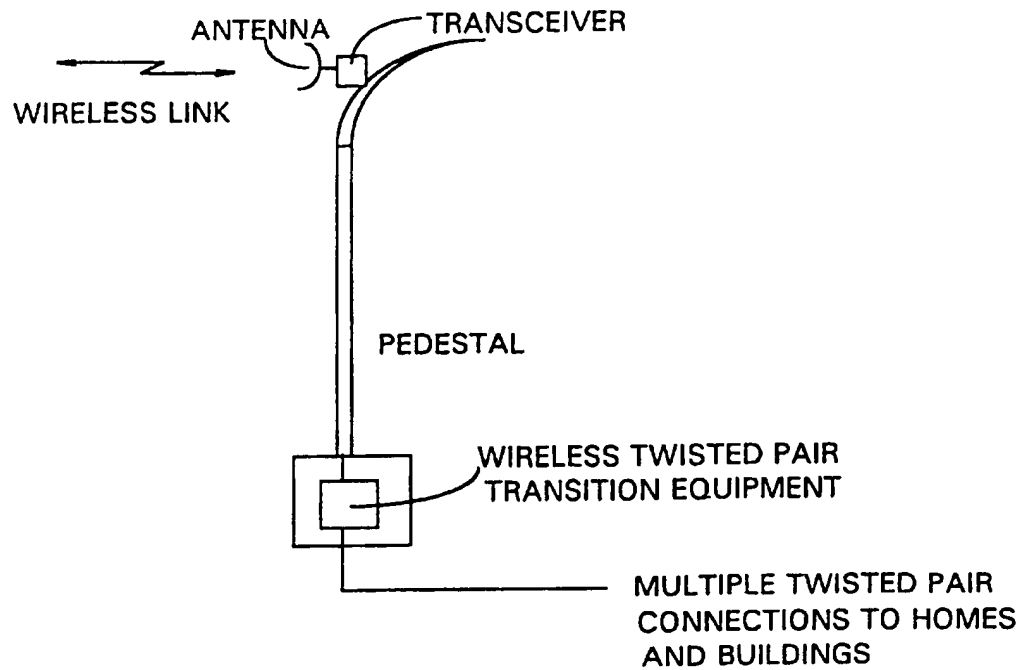 ANTENNA
TRANSCEIVER
WIRELESS LINK
PEDESTAL
WIRELESS TWISTED PAIR
TRANSITION EQUIPMENT
MULTIPLE TWISTED PAIR
CONNECTIONS TO HOMES
AND BUILDINGS